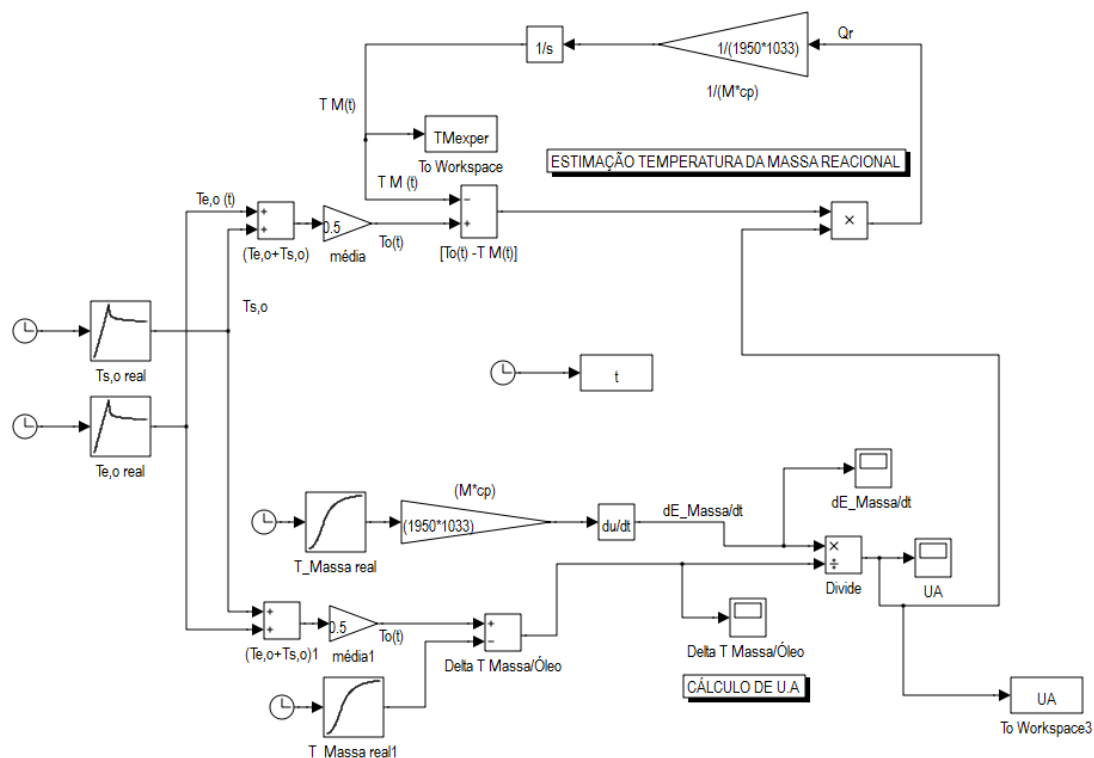 1/s
1/(1950*1033)
Qr
1/(M*cp)
T M(t)
TMexper
To Workspace
ESTIMAÇÃO TEMPERATURA DA MASSA REACIONAL
T M (t)
Te,o (t)
+
+
(Te,o+Ts,o)
0.5
média
To(t)
−
+
[To(t) -T M(t)]
×
Ts,o
Ts,o real
t
Te,o real
(M*cp)
(1950*1033)
T_Massa real
du/dt
dE_Massa/dt
dE_Massa/dt
×
÷
Divide
UA
+
+
(Te,o+Ts,o)1
0.5
média1
To(t)
+
−
Delta T Massa/Óleo
Delta T Massa/Óleo
CÁLCULO DE U.A
T_Massa real1
UA
To Workspace3